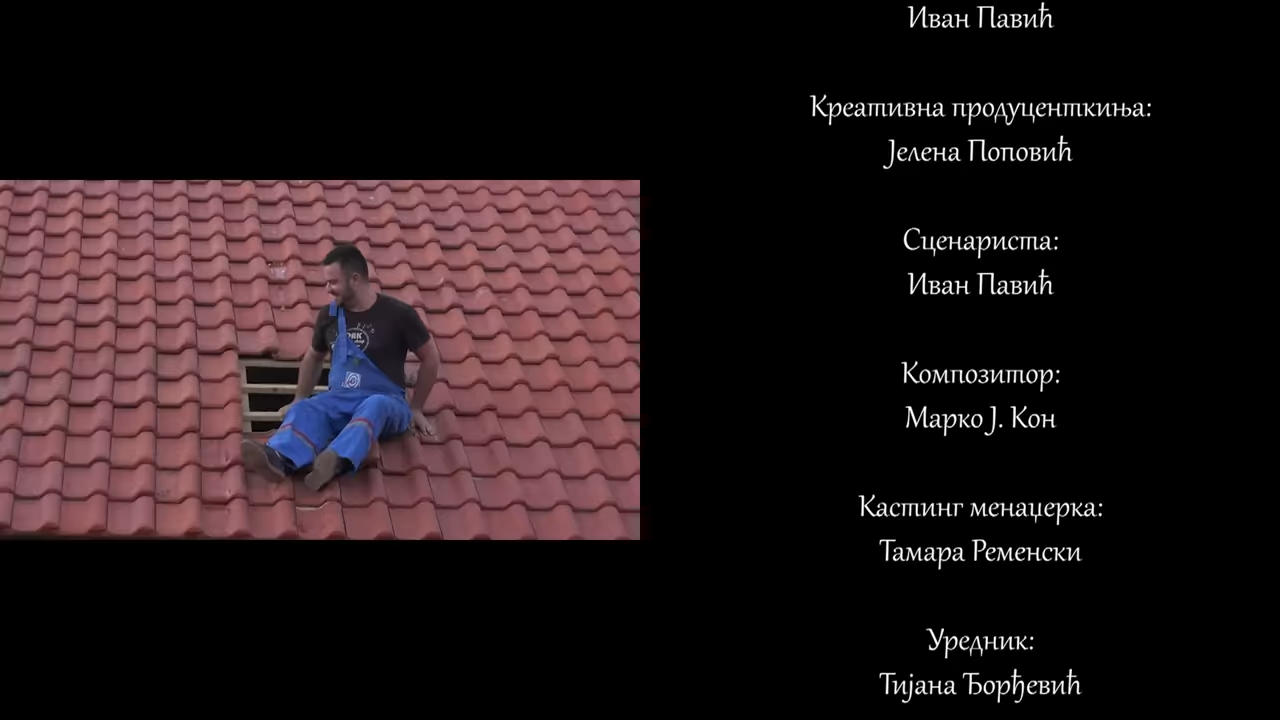 Иван Павић
Креативна продуценткиња:
Јелена Поповић
Сценариста:
Иван Павић
Композитор:
Марко Ј. Кон
Кастинг менаџерка:
Тамара Ременски
Уредник:
Тијана Ђорђевић